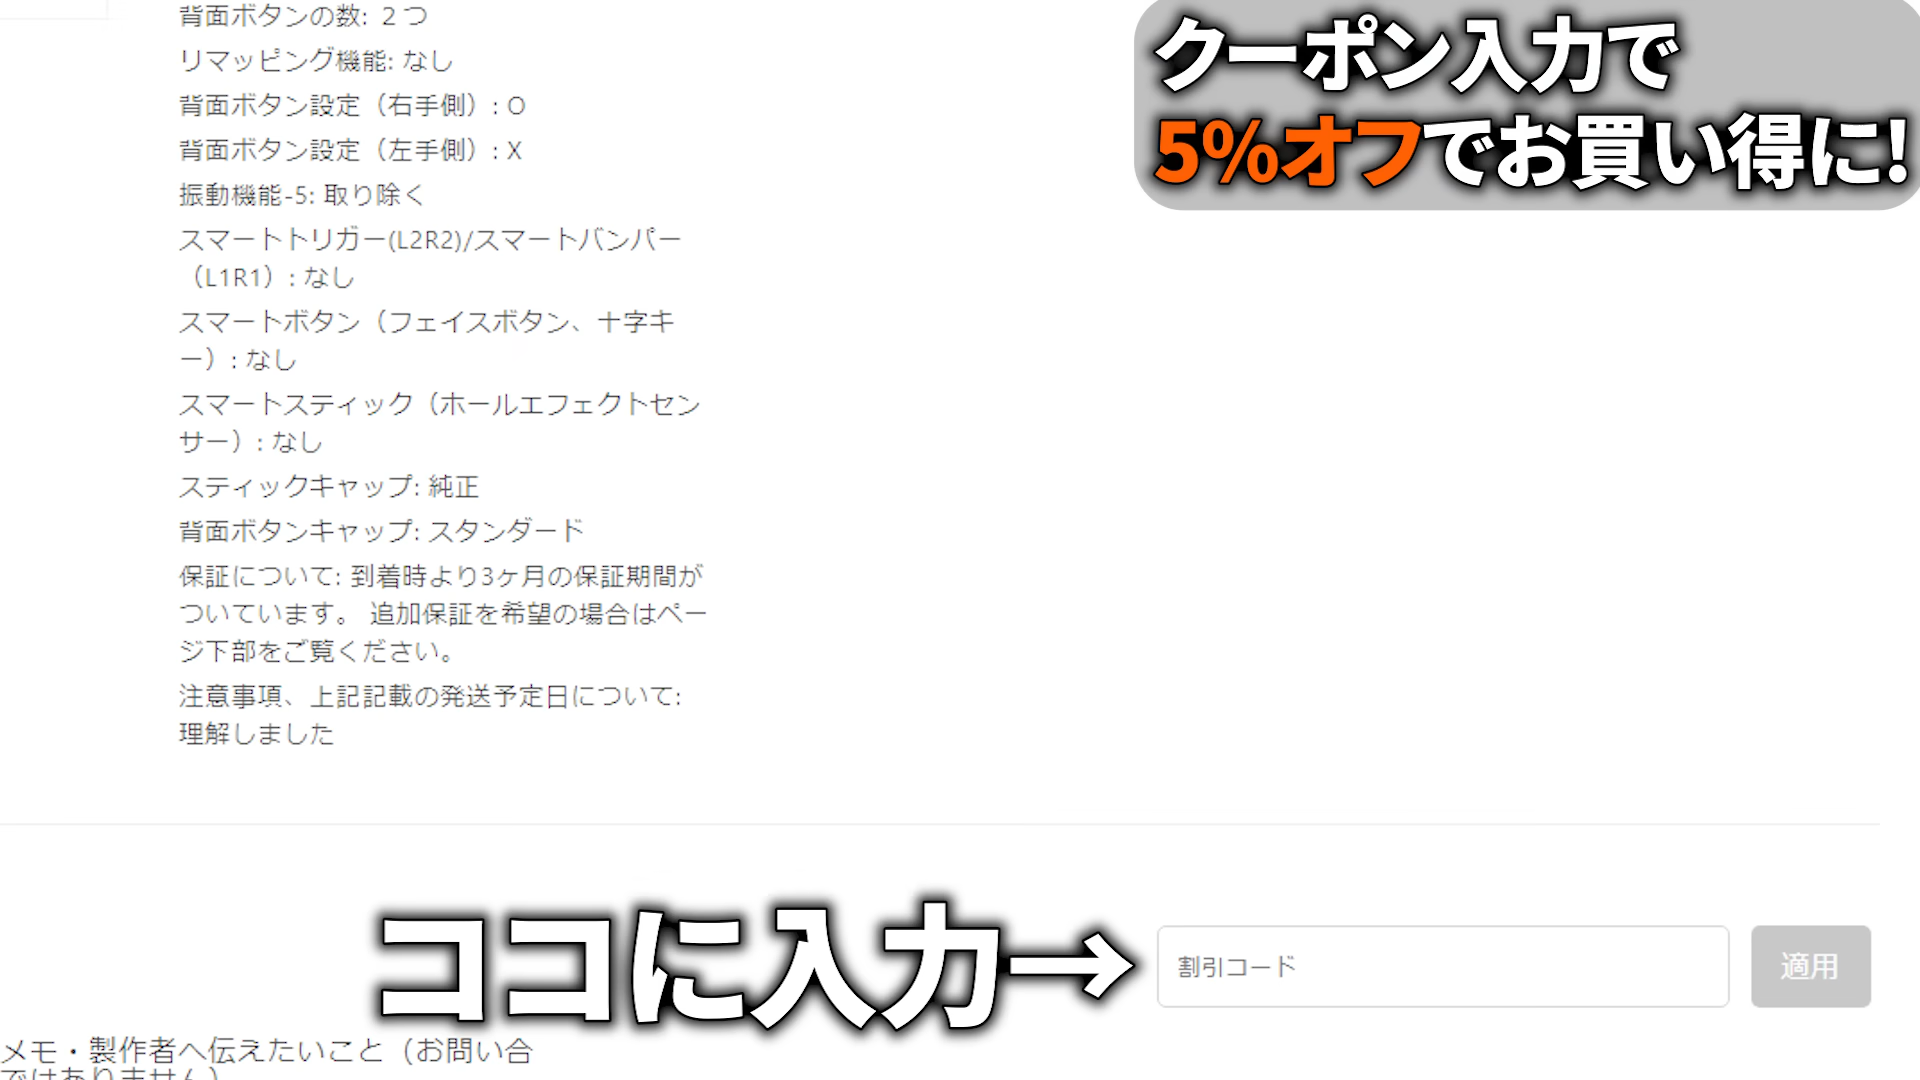 背面ボタンの数: ２つ
リマッピング機能: なし
背面ボタン設定（右手側）: O
背面ボタン設定（左手側）: X
振動機能-5: 取り除く
スマートトリガー(L2R2)/スマートバンパー
（L1R1）: なし
スマートボタン（フェイスボタン、十字キ
ー）: なし
スマートスティック（ホールエフェクトセン
サー）: なし
スティックキャップ: 純正
背面ボタンキャップ: スタンダード
保証について: 到着時より3ヶ月の保証期間が
ついています。 追加保証を希望の場合はペー
ジ下部をご覧ください。
注意事項、上記記載の発送予定日について:
理解しました
クーポン入力で
5%オフでお買い得に!
ココに入力→
割引コード
適用
メモ・製作者へ伝えたいこと（お問い合
ではありません）